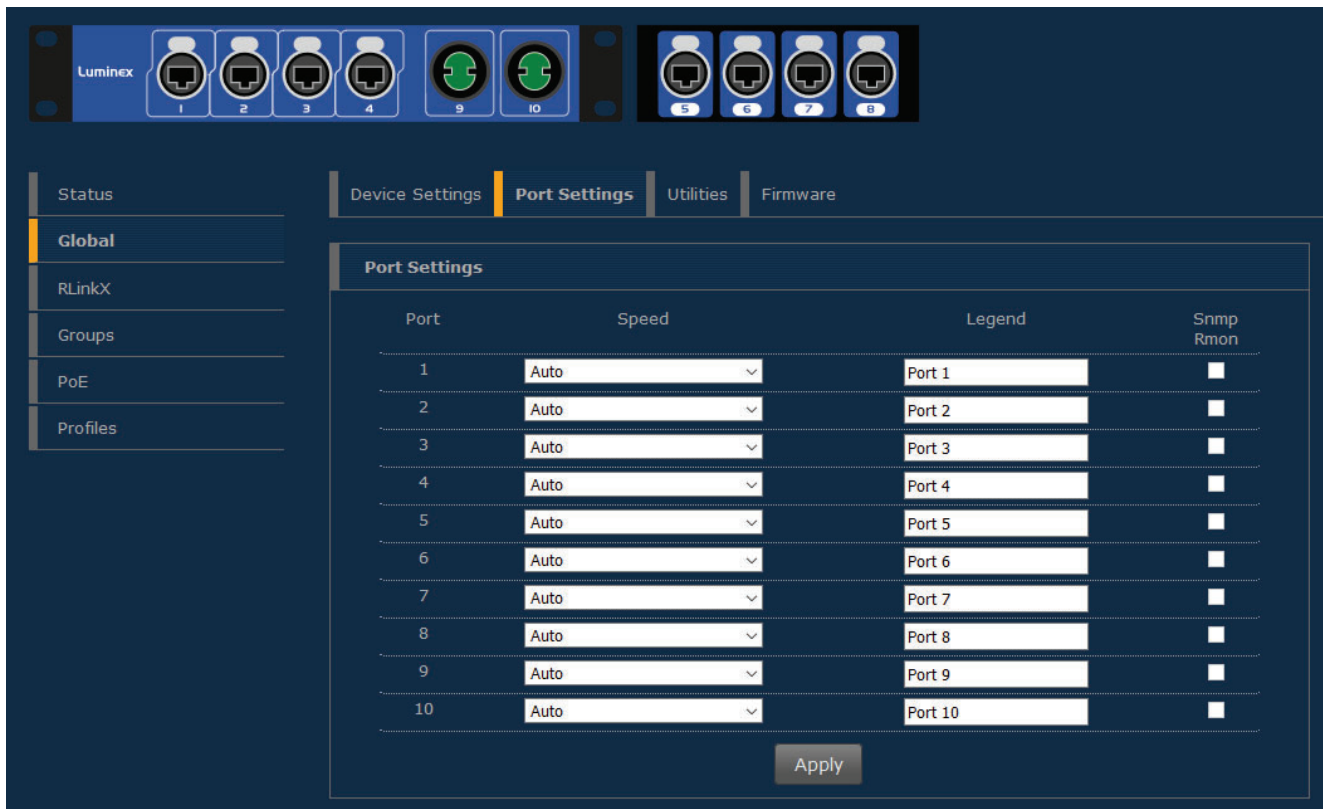 Luminex
1 2 3 4 9 10 5 6 7 8
Status
Global
RLinkX
Groups
PoE
Profiles
Device Settings Port Settings Utilities Firmware
Port Settings
Port Speed Legend Snmp
Rmon
1 Auto Port 1
2 Auto Port 2
3 Auto Port 3
4 Auto Port 4
5 Auto Port 5
6 Auto Port 6
7 Auto Port 7
8 Auto Port 8
9 Auto Port 9
10 Auto Port 10
Apply